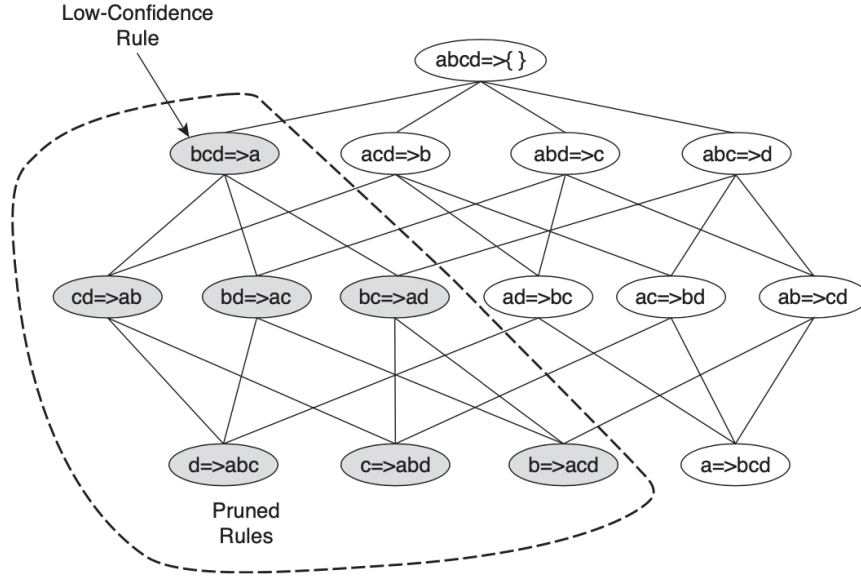 Low-Confidence
Rule
abcd=>{ }
bcd=>a
acd=>b
abd=>c
abc=>d
cd=>ab
bd=>ac
bc=>ad
ad=>bc
ac=>bd
ab=>cd
d=>abc
c=>abd
b=>acd
a=>bcd
Pruned
Rules